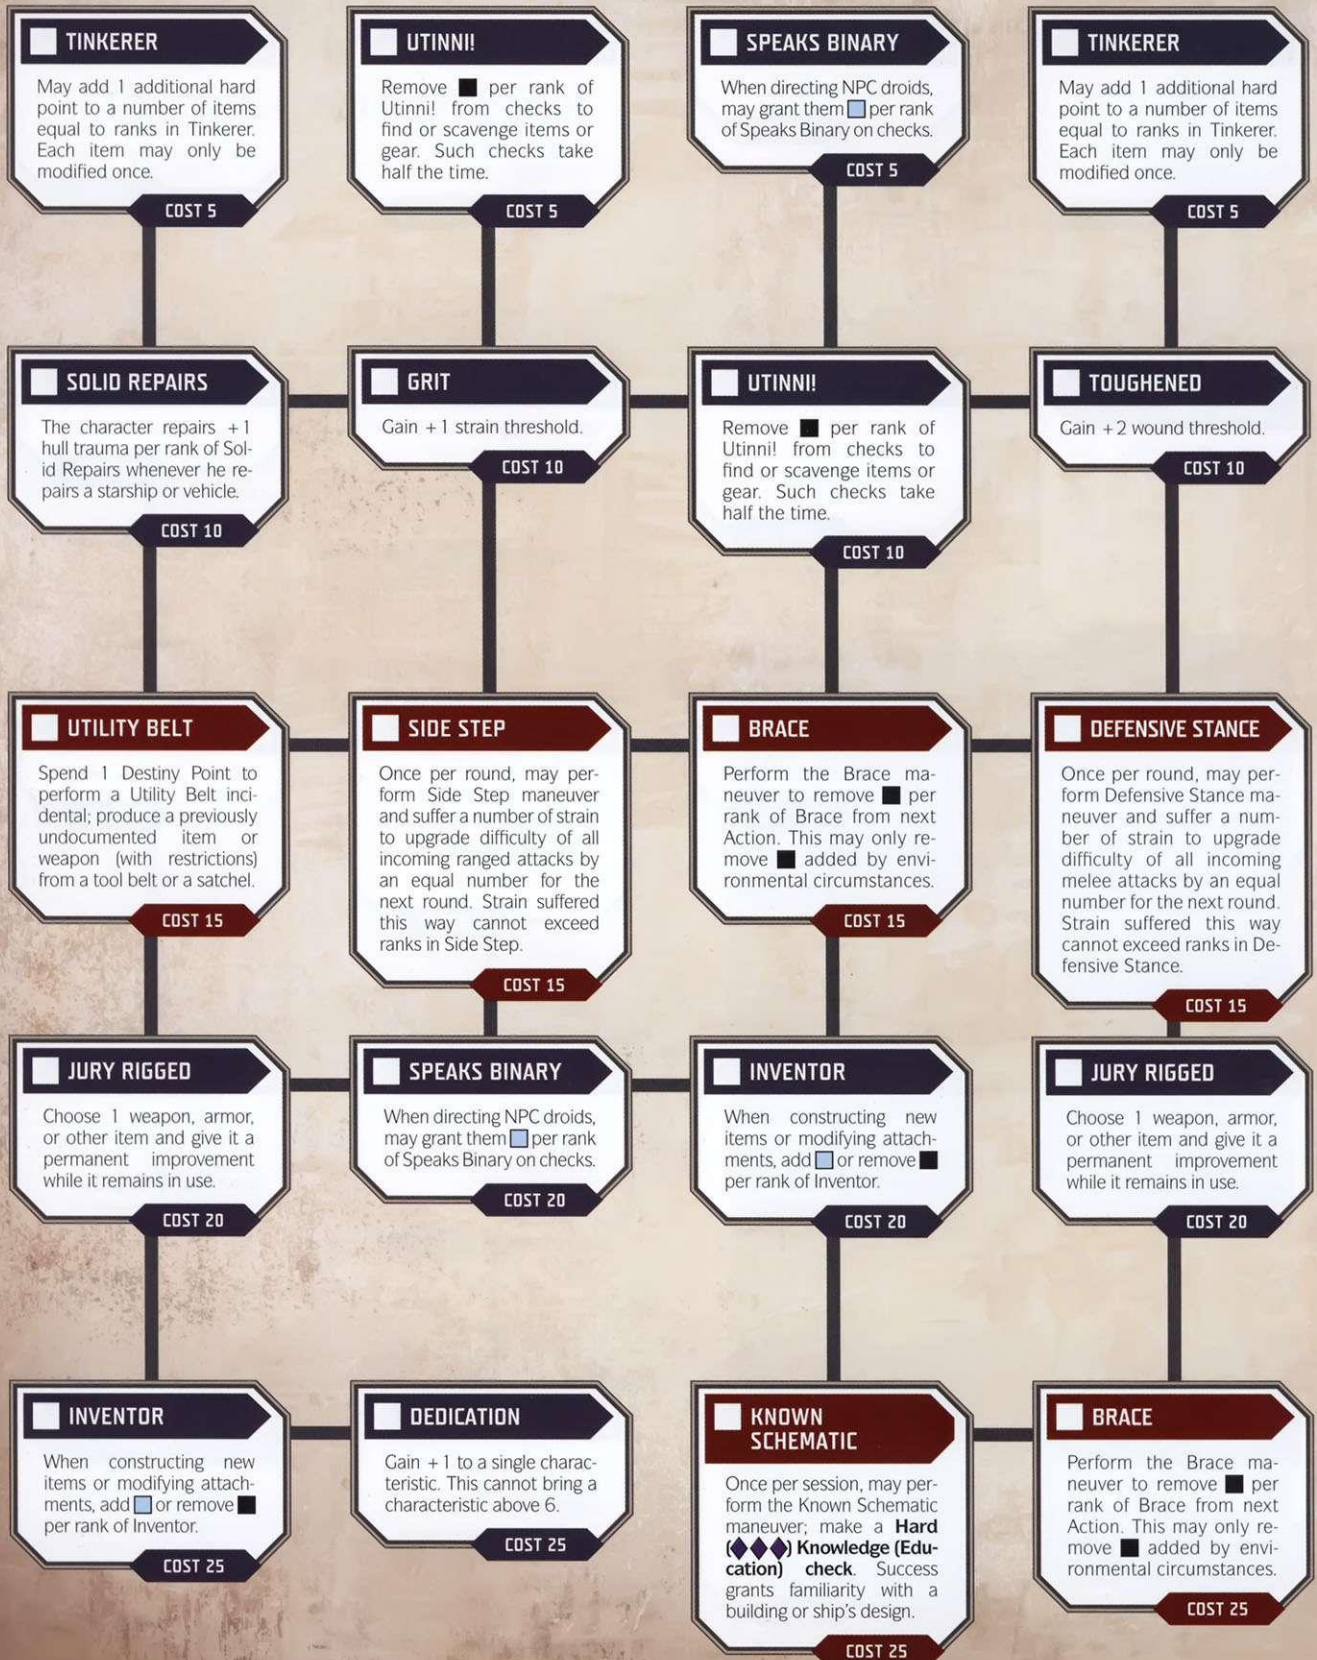 TINKERER
May add 1 additional hard
point to a number of items
equal to ranks in Tinkerer.
Each item may only be
modified once.
COST 5
UTINNI!
Remove ■ per rank of
Utinni! from checks to
find or scavenge items or
gear. Such checks take
half the time.
COST 5
SPEAKS BINARY
When directing NPC droids,
may grant them per rank
of Speaks Binary on checks.
COST 5
TINKERER
May add 1 additional hard
point to a number of items
equal to ranks in Tinkerer.
Each item may only be
modified once.
COST 5
SOLID REPAIRS
The character repairs +1
hull trauma per rank of Sol-
id Repairs whenever he re-
pairs a starship or vehicle.
COST 10
GRIT
Gain +1 strain threshold.
COST 10
UTINNI!
Remove ■ per rank of
Utinni! from checks to
find or scavenge items or
gear. Such checks take
half the time.
COST 10
TOUGHENED
Gain +2 wound threshold.
COST 10
UTILITY BELT
Spend 1 Destiny Point to
perform a Utility Belt inci-
dental; produce a previously
undocumented item or
weapon (with restrictions)
from a tool belt or a satchel.
COST 15
SIDE STEP
Once per round, may per-
form Side Step maneuver
and suffer a number of strain
to upgrade difficulty of all
incoming ranged attacks by
an equal number for the
next round. Strain suffered
this way cannot exceed
ranks in Side Step.
COST 15
BRACE
Perform the Brace ma-
neuver to remove ■ per
rank of Brace from next
Action. This may only re-
move ■ added by envi-
ronmental circumstances.
COST 15
DEFENSIVE STANCE
Once per round, may per-
form Defensive Stance ma-
neuver and suffer a num-
ber of strain to upgrade
difficulty of all incoming
melee attacks by an equal
number for the next round.
Strain suffered this way
cannot exceed ranks in De-
fensive Stance.
COST 15
JURY RIGGED
Choose 1 weapon, armor,
or other item and give it a
permanent improvement
while it remains in use.
COST 20
SPEAKS BINARY
When directing NPC droids,
may grant them per rank
of Speaks Binary on checks.
COST 20
INVENTOR
When constructing new
items or modifying attach-
ments, add or remove ■
per rank of Inventor.
COST 20
JURY RIGGED
Choose 1 weapon, armor,
or other item and give it a
permanent improvement
while it remains in use.
COST 20
INVENTOR
When constructing new
items or modifying attach-
ments, add or remove ■
per rank of Inventor.
COST 25
DEDICATION
Gain +1 to a single charac-
teristic. This cannot bring a
characteristic above 6.
COST 25
KNOWN
SCHEMATIC
Once per session, may per-
form the Known Schematic
maneuver; make a Hard
(◆◆◆) Knowledge (Edu-
cation) check. Success
grants familiarity with a
building or ship's design.
COST 25
BRACE
Perform the Brace ma-
neuver to remove ■ per
rank of Brace from next
Action. This may only re-
move ■ added by envi-
ronmental circumstances.
COST 25